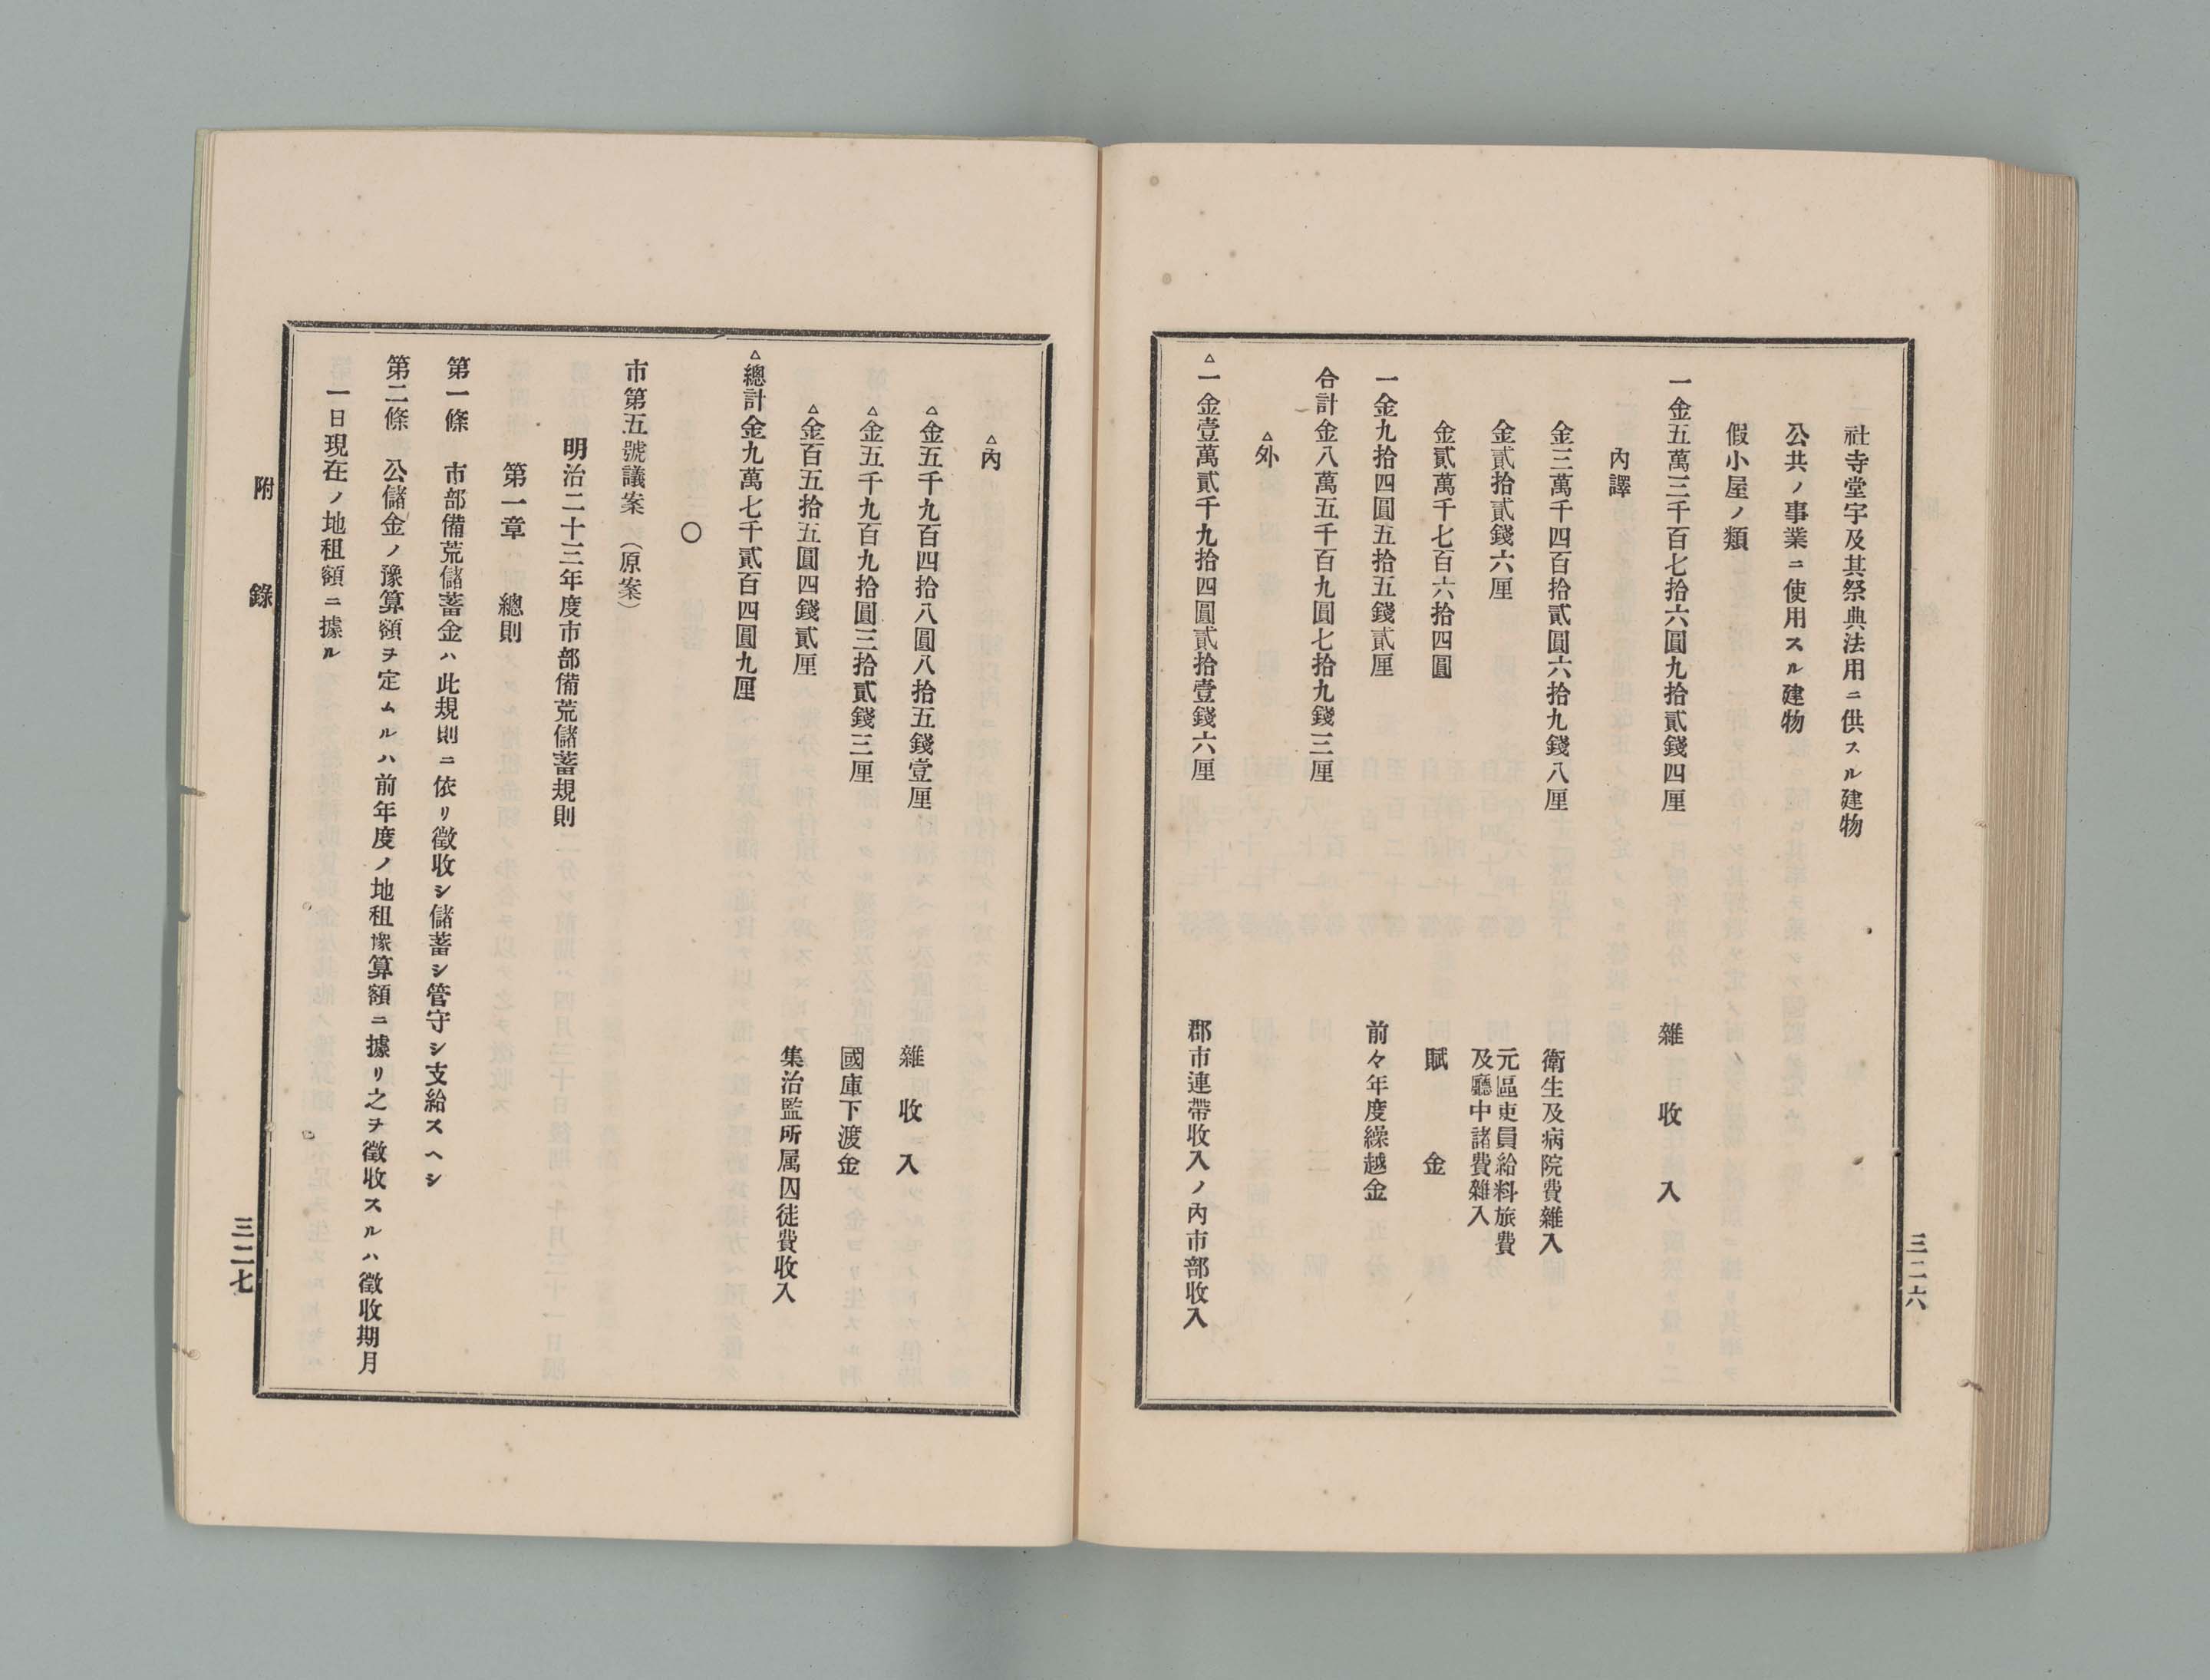 社寺堂宇及其祭典法用ニ供スル建物
公共ノ事業ニ使用スル建物
假小屋ノ類
一金五萬三千百七拾六圓九拾貳錢四厘 雜收入
內譯
金三萬千四百拾貳圓六拾九錢八厘 衛生及病院費雜入
金貳拾貳錢六厘 元區吏員給料旅費及廳中諸費雜入
金貳萬千七百六拾四圓 賦金
一金九拾四圓五拾五錢貳厘 前々年度繰越金
合計金八萬五千百九圓七拾九錢三厘
△外
△一金壹萬貳千九拾四圓貳拾壹錢六厘 郡市連帶收入ノ內市部收入
三二六
△內
△金五千九百四拾八圓八拾五錢壹厘 雜收入
△金五千九百九拾圓三拾貳錢三厘 國庫下渡金
△金百五拾五圓四錢貳厘 集治監所属囚徒費收入
△總計金九萬七千貳百四圓九厘
〇
市第五號議案（原案）
明治二十三年度市部備荒儲蓄規則
第一章 總則
第一條 市部備荒儲蓄金ハ此規則ニ依リ徵收シ儲蓄シ管守シ支給スヘシ
第二條 公儲金ノ豫算額ヲ定ムルハ前年度ノ地租豫算額ニ據リ之ヲ徵收スルハ徵收期月
一日現在ノ地租額ニ據ル
附錄
三二七